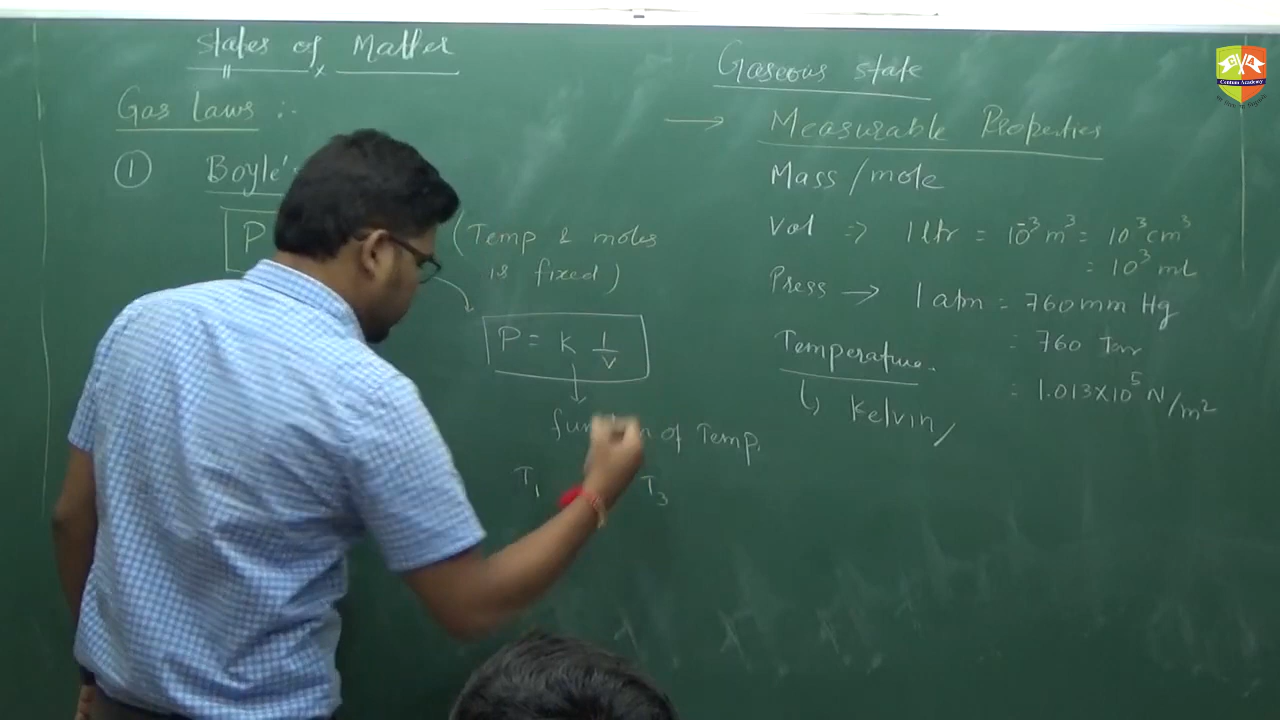 States of Matter
Gas Laws :-
① Boyle's
P
(Temp & moles
is fixed)
P = K 1/V
of Temp.
T1 T3
Gaseous state
→ Measurable Properties
Mass/mole
Vol ⇒ 1 ltr = 10⁻³ m³ = 10³ cm³
= 10³ ml
Press → 1 atm = 760 mm Hg
= 760 Torr
= 1.013×10⁵ N/m²
Temperature.
↳ Kelvin
Centum Academy